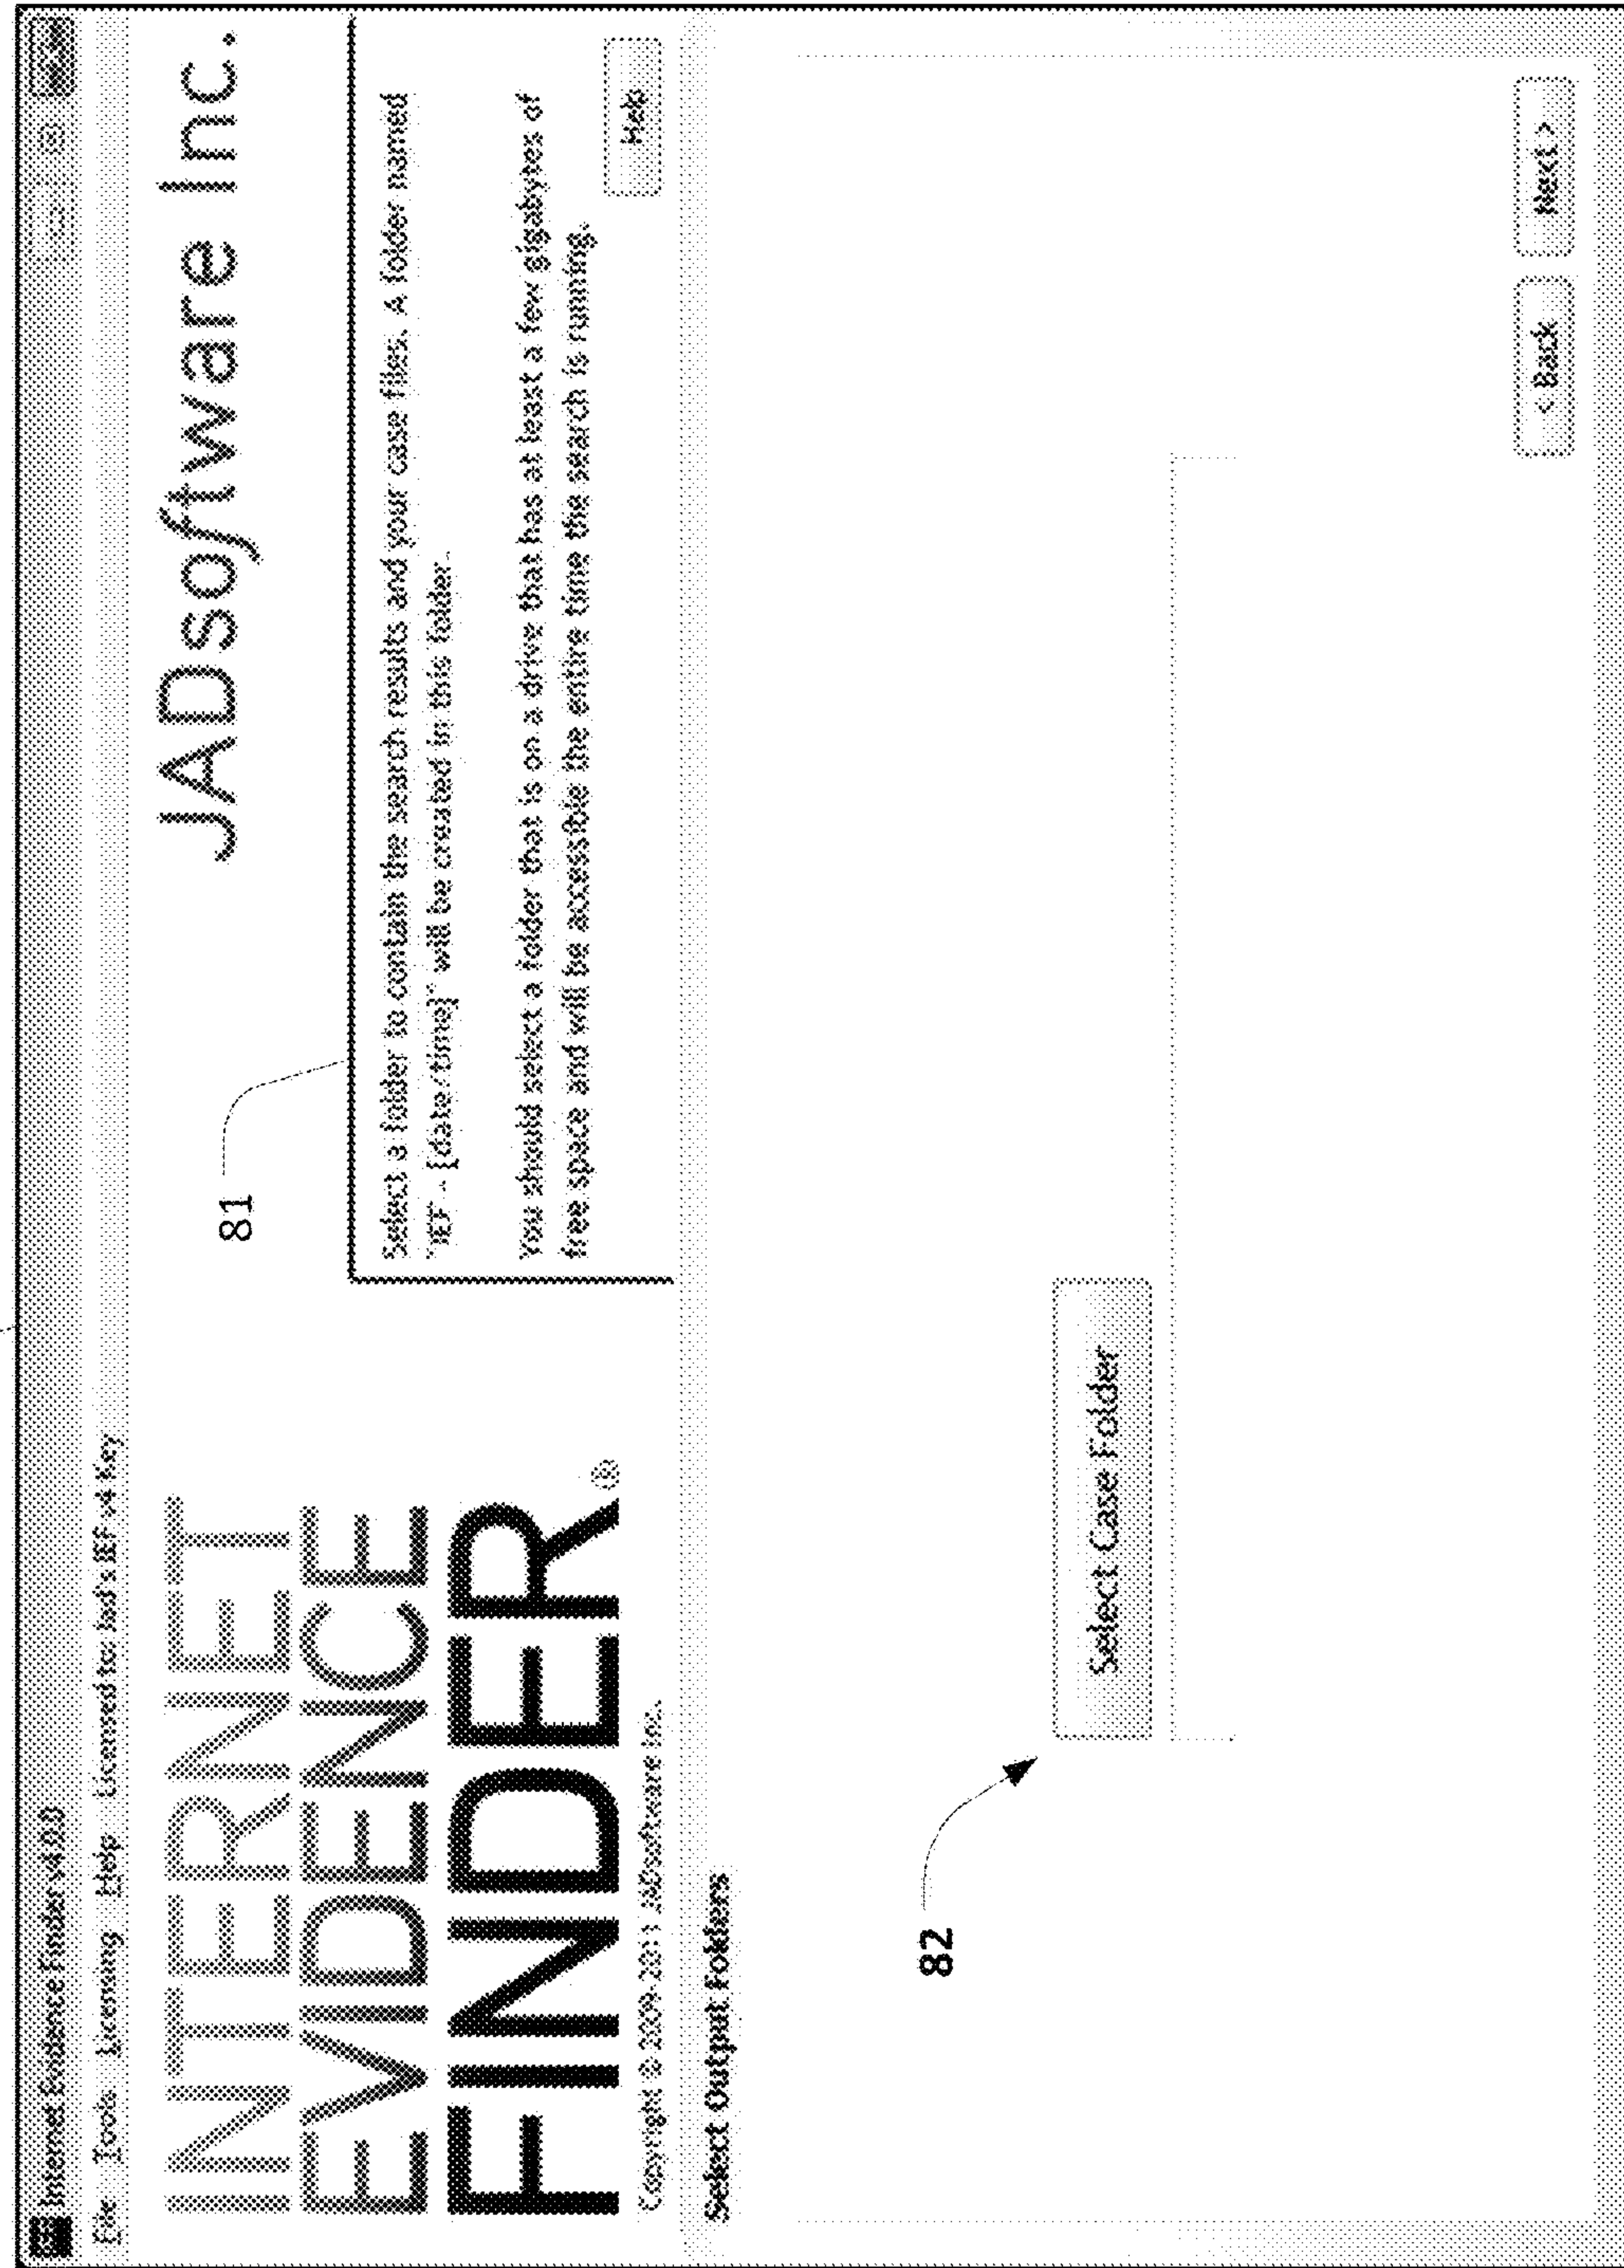 Internet Evidence Finder v4.0.0
File Tools Licensing Help Licensed to: Jad's IEF v4 Key
INTERNET
EVIDENCE
FINDER®
Copyright © 2009-2011 JADsoftware Inc.
JADsoftware Inc.
81
Select a folder to contain the search results and your case files. A folder named
"IEF - [date/time]" will be created in this folder.
You should select a folder that is on a drive that has at least a few gigabytes of
free space and will be accessible the entire time the search is running.
Help
Select Output Folders
82
Select Case Folder
< Back
Next >